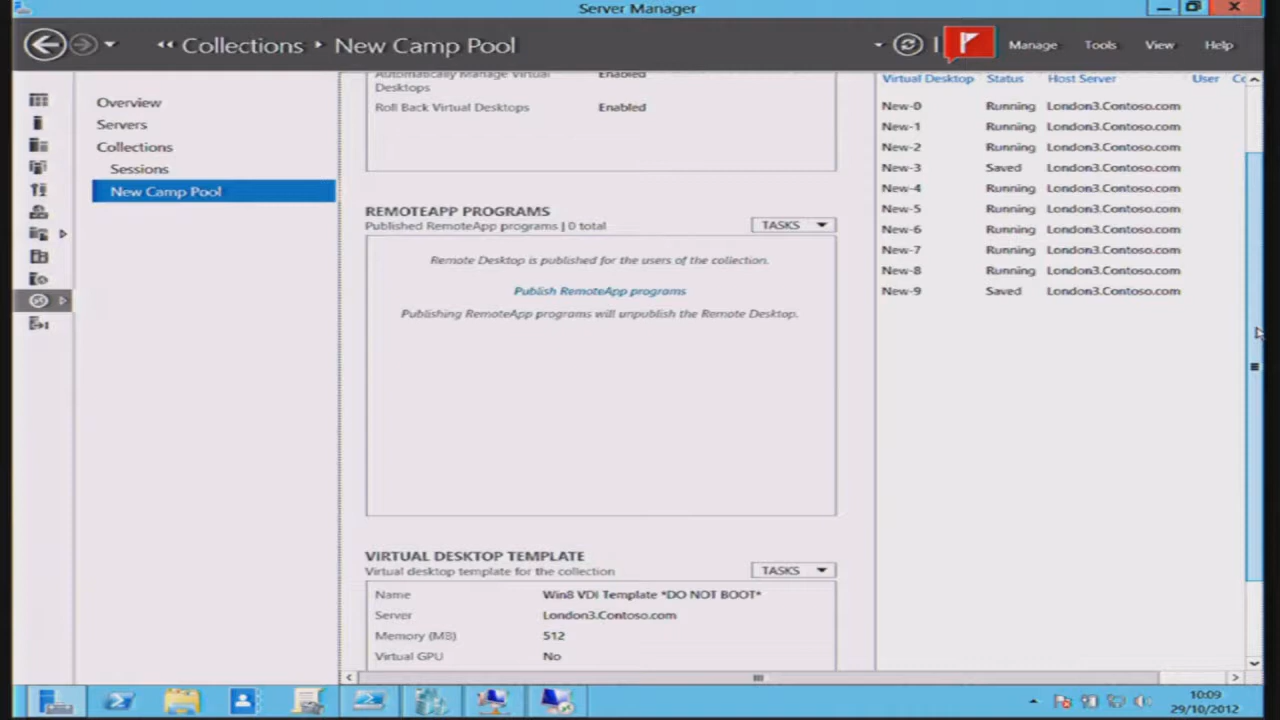 Server Manager
Collections
New Camp Pool
Manage
Tools
View
Help
Overview
Servers
Collections
Sessions
New Camp Pool
Automatically Manage Virtual Desktops Enabled
Roll Back Virtual Desktops Enabled
REMOTEAPP PROGRAMS
Published RemoteApp programs | 0 total
TASKS
Remote Desktop is published for the users of the collection.
Publish RemoteApp programs
Publishing RemoteApp programs will unpublish the Remote Desktop.
VIRTUAL DESKTOP TEMPLATE
Virtual desktop template for the collection
TASKS
Name Win8 VDI Template *DO NOT BOOT*
Server London3.Contoso.com
Memory (MB) 512
Virtual GPU No
Virtual Desktop Status Host Server User
New-0 Running London3.Contoso.com
New-1 Running London3.Contoso.com
New-2 Running London3.Contoso.com
New-3 Saved London3.Contoso.com
New-4 Running London3.Contoso.com
New-5 Running London3.Contoso.com
New-6 Running London3.Contoso.com
New-7 Running London3.Contoso.com
New-8 Running London3.Contoso.com
New-9 Saved London3.Contoso.com
10:09
29/10/2012